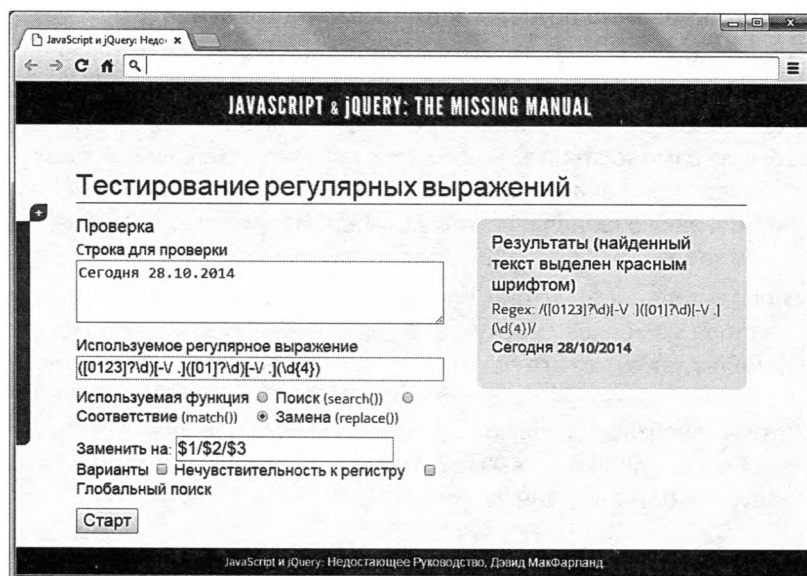 JavaScript и jQuery: Недо
JAVASCRIPT & jQUERY: THE MISSING MANUAL
Тестирование регулярных выражений
Проверка
Строка для проверки
Сегодня 28.10.2014
Используемое регулярное выражение
([0123]?\d)[-\/ .]([01]?\d)[-\/ .](\d{4})
Используемая функция Поиск (search())
Соответствие (match()) Замена (replace())
Заменить на: $1/$2/$3
Варианты Нечувствительность к регистру
Глобальный поиск
Старт
Результаты (найденный
текст выделен красным
шрифтом)
Regex: /([0123]?\d)[-\/ .]([01]?\d)[-\/ .]
(\d{4})/
Сегодня 28/10/2014
JavaScript и jQuery: Недостающее Руководство, Дэвид МакФарланд.